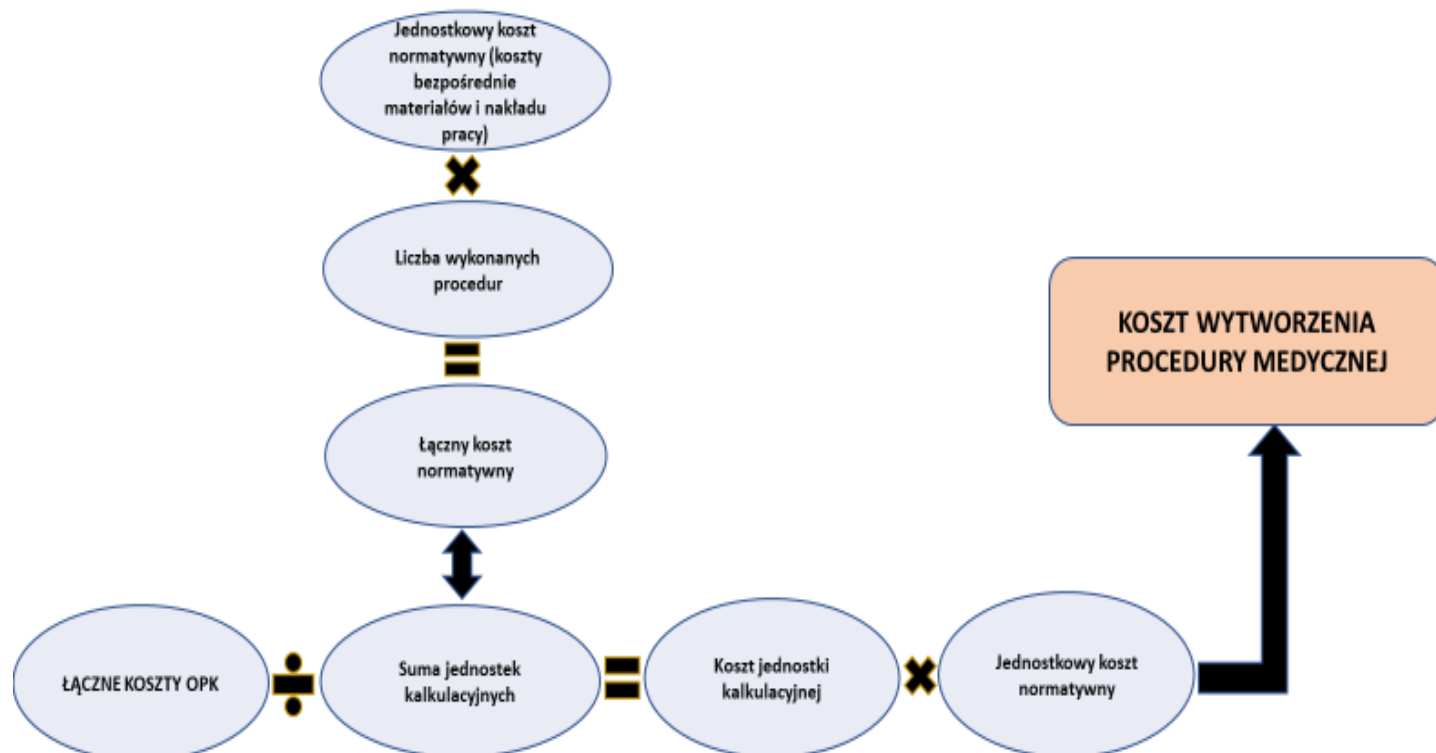 Jednostkowy koszt
normatywny (koszty
bezpośrednie
materiałów i nakładu
pracy)
Liczba wykonanych
procedur
Łączny koszt
normatywny
KOSZT WYTWORZENIA
PROCEDURY MEDYCZNEJ
ŁĄCZNE KOSZTY OPK
Suma jednostek
kalkulacyjnych
Koszt jednostki
kalkulacyjnej
Jednostkowy koszt
normatywny